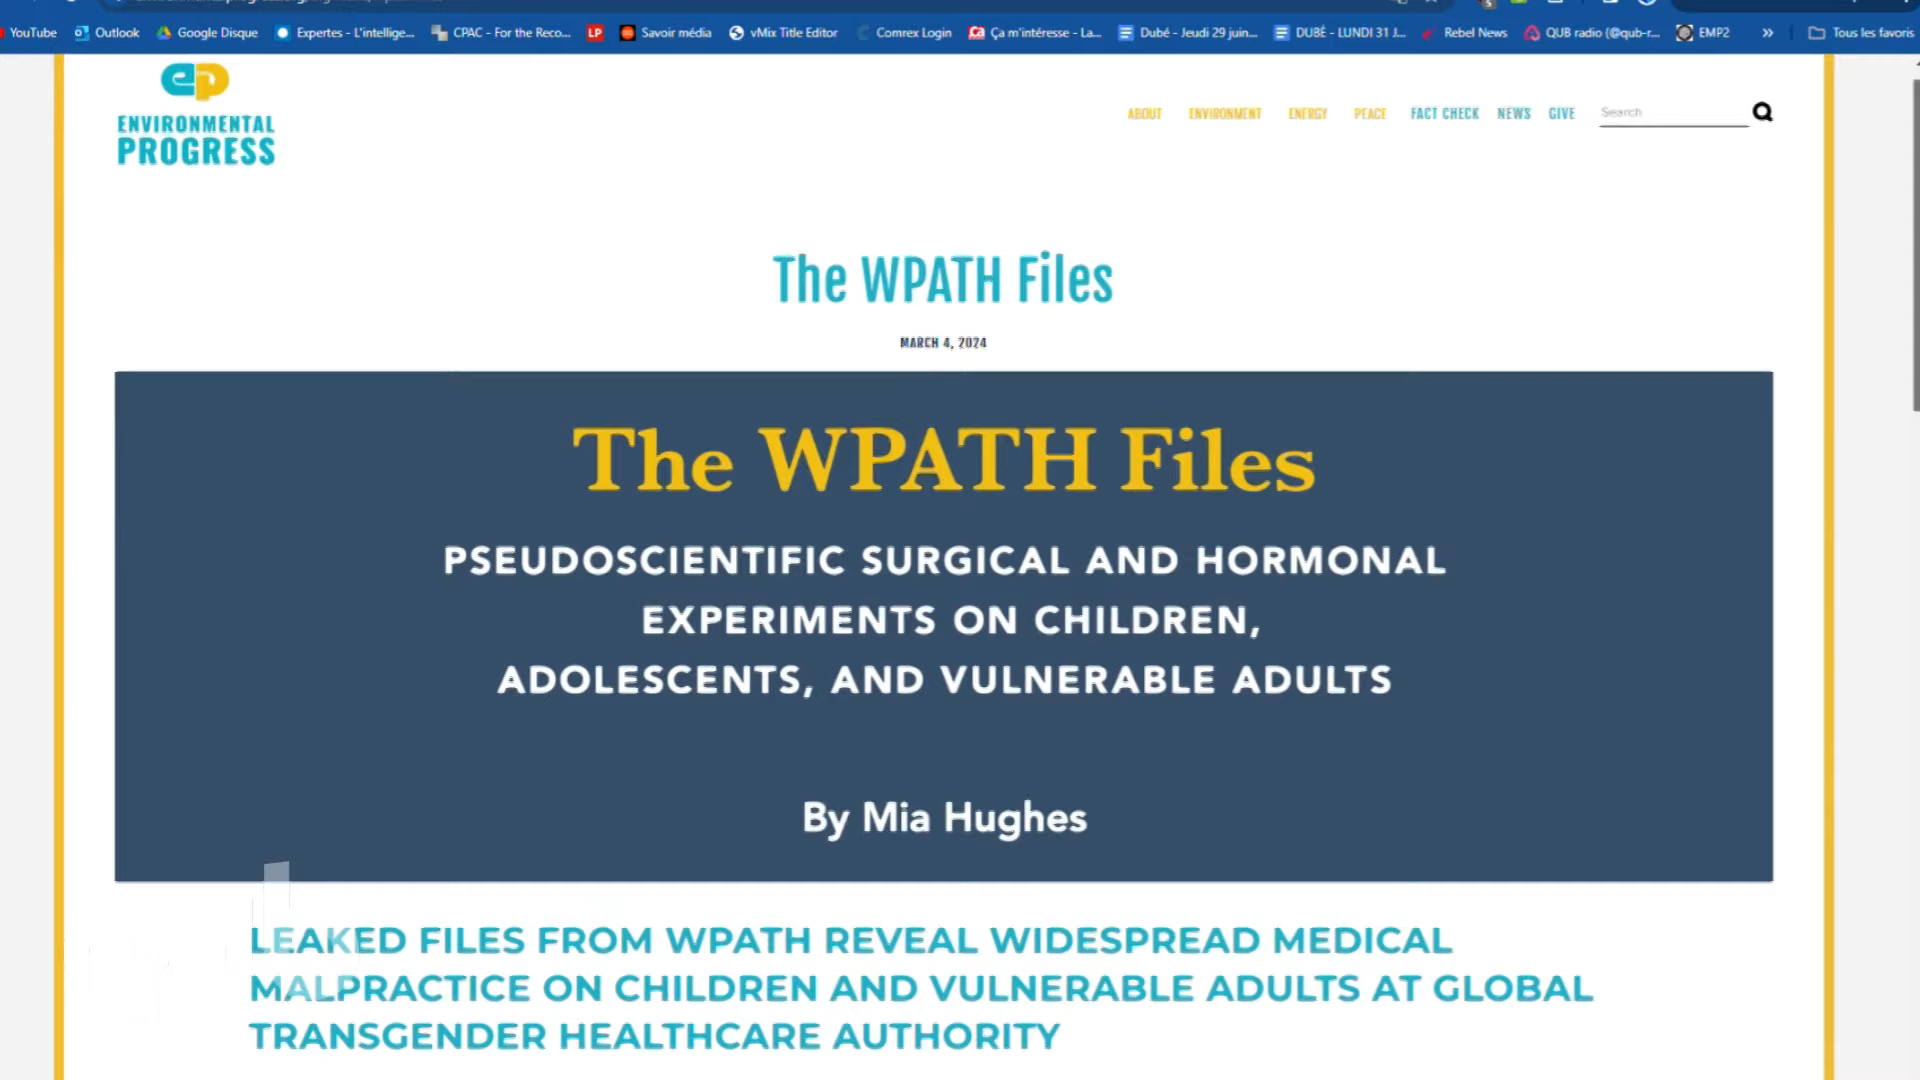 YouTube Outlook Google Disque Expertes - L'intellige... CPAC - For the Reco... LP Savoir média vMix Title Editor Comrex Login Ça m'intéresse - La... Dubé - Jeudi 29 juin... DUBÉ - LUNDI 31 J... Rebel News QUB radio (@qub-r... EMP2 » Tous les favoris
ep
ENVIRONMENTAL
PROGRESS
ABOUT ENVIRONMENT ENERGY PEACE FACT CHECK NEWS GIVE Search
The WPATH Files
MARCH 4, 2024
The WPATH Files
PSEUDOSCIENTIFIC SURGICAL AND HORMONAL
EXPERIMENTS ON CHILDREN,
ADOLESCENTS, AND VULNERABLE ADULTS
By Mia Hughes
LEAKED FILES FROM WPATH REVEAL WIDESPREAD MEDICAL
MALPRACTICE ON CHILDREN AND VULNERABLE ADULTS AT GLOBAL
TRANSGENDER HEALTHCARE AUTHORITY